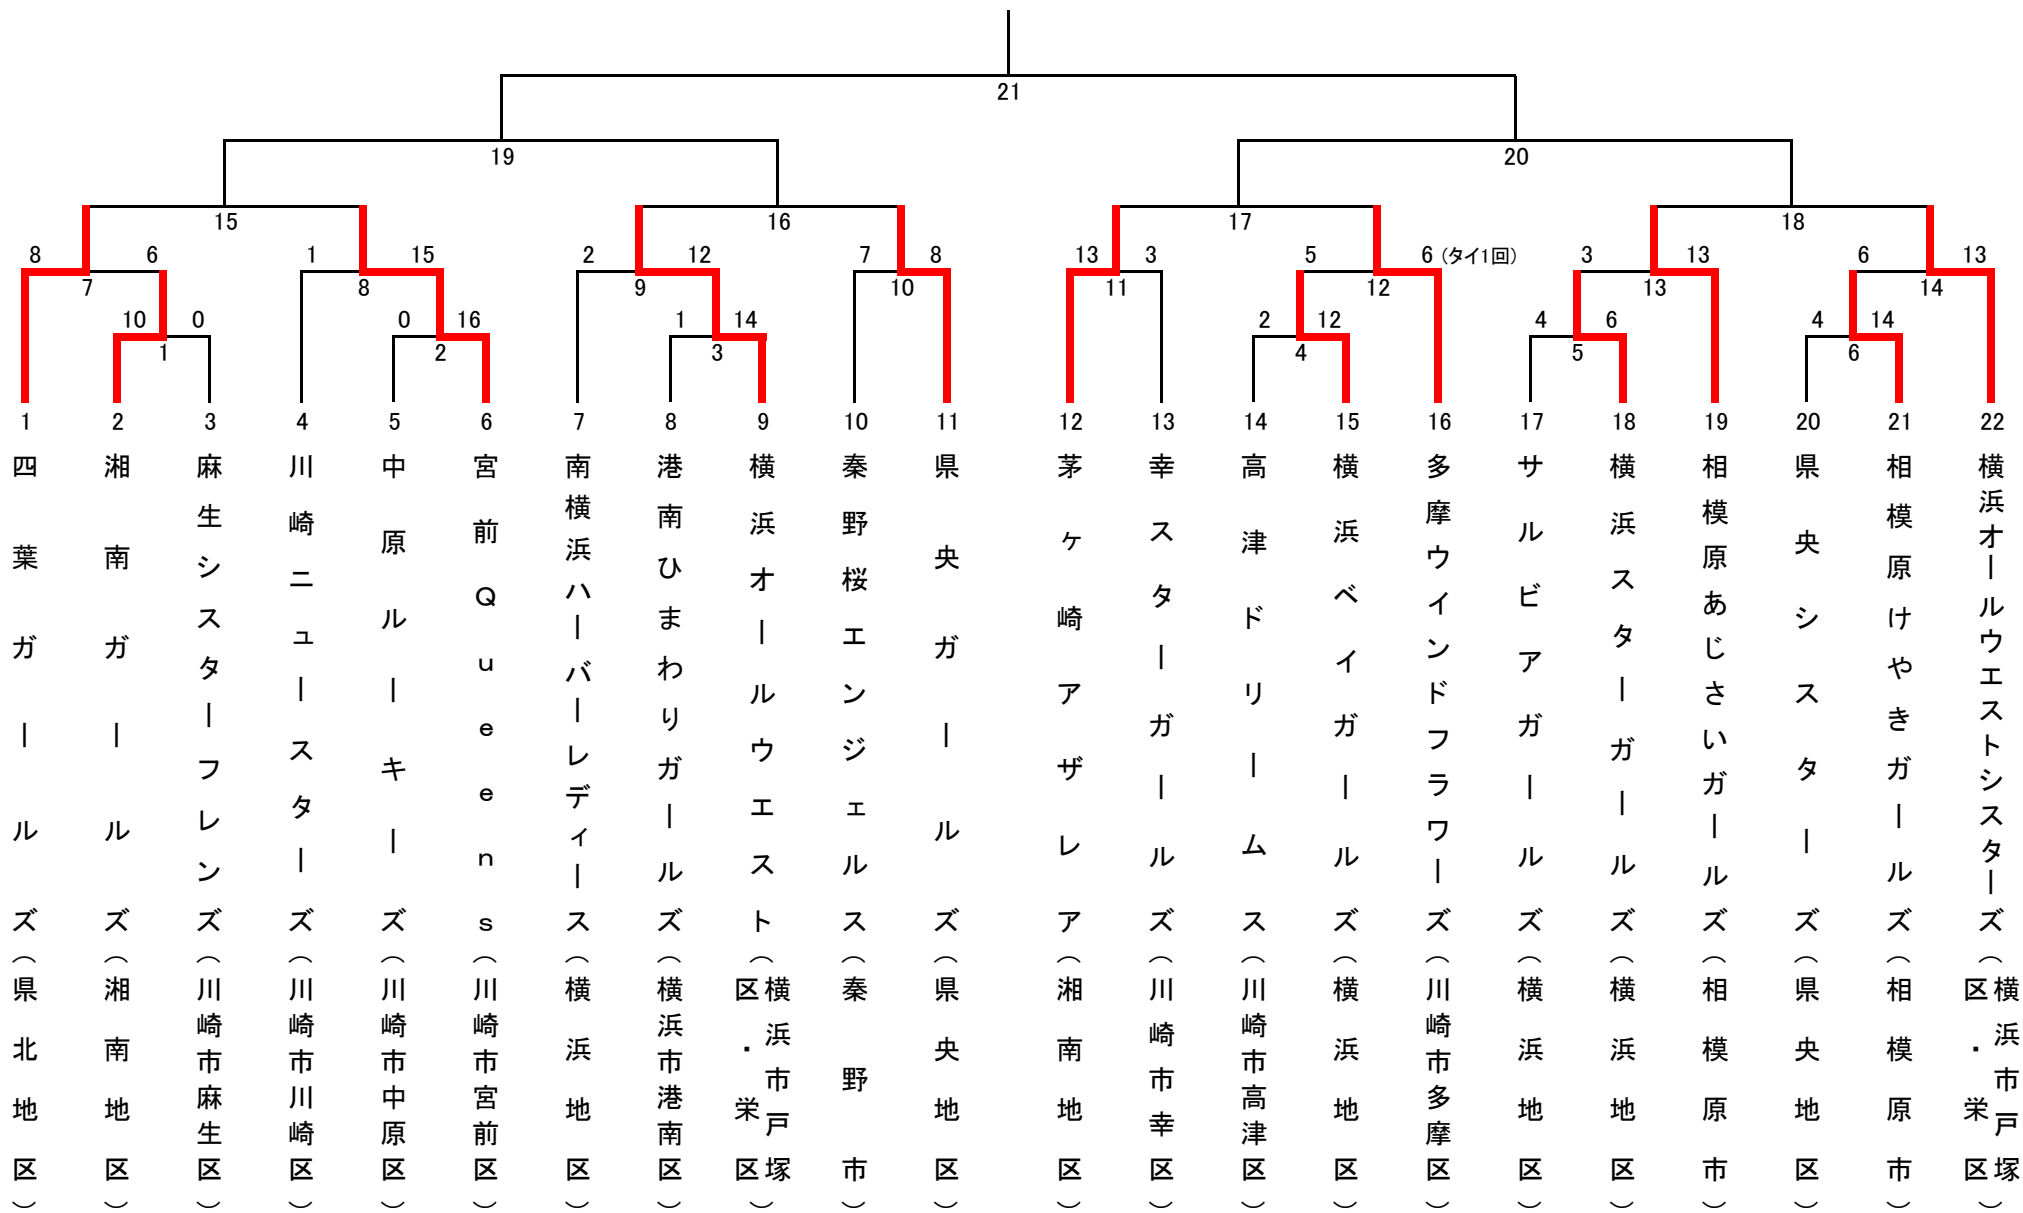 21
19 20
15 16 17 18
8 6 1 15 2 12 7 8 13 3 5 6 (タイ1回) 3 13 6 13
7 8 9 10 11 12 13 14
10 0 0 16 1 14 2 12 4 6 4 14
1 2 3 4 5 6
1 2 3 4 5 6 7 8 9 10 11 12 13 14 15 16 17 18 19 20 21 22
四葉ガールズ(県北地区)
湘南ガールズ(湘南地区)
麻生シスターフレンズ(川崎市麻生区)
川崎ニュースターズ(川崎市川崎区)
中原ルーキーズ(川崎市中原区)
宮前Queens(川崎市宮前区)
南横浜ハーバーレディース(横浜地区)
港南ひまわりガールズ(横浜市港南区)
横浜オールウエスト(横浜市戸塚区・栄区)
秦野桜エンジェルス(秦野市)
県央ガールズ(県央地区)
茅ヶ崎アザレア(湘南地区)
幸スターガールズ(川崎市幸区)
高津ドリームス(川崎市高津区)
横浜ベイガールズ(横浜地区)
多摩ウインドフラワーズ(川崎市多摩区)
サルビアガールズ(横浜地区)
横浜スターガールズ(横浜地区)
相模原あじさいガールズ(相模原市)
県央シスターズ(県央地区)
相模原けやきガールズ(相模原市)
横浜オールウエストシスターズ(横浜市戸塚区・栄区)